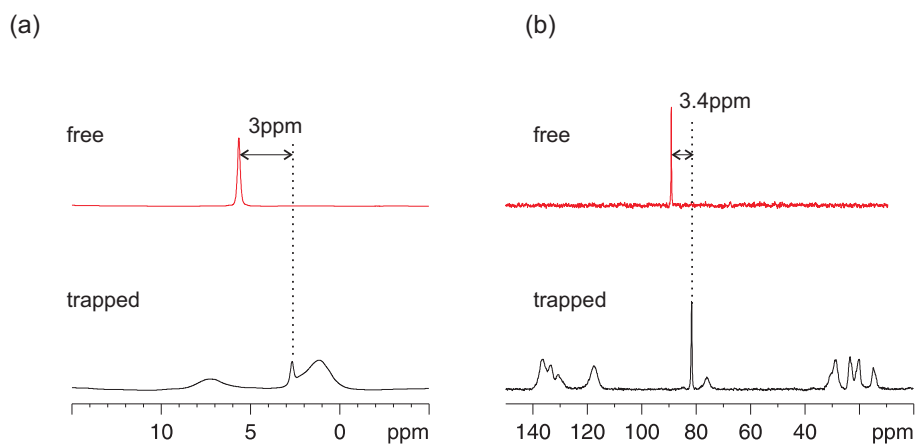 (a)
(b)
3ppm
3.4ppm
free
free
trapped
trapped
10 5 0 ppm
140 120 100 80 60 40 ppm